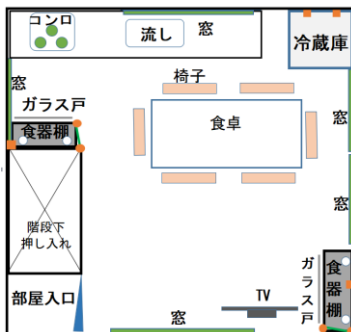 コンロ
流し
窓
冷蔵庫
窓
椅子
ガラス戸
食器棚
食卓
窓
階段下
押し入れ
窓
ガラス戸
食器棚
部屋入口
TV
窓